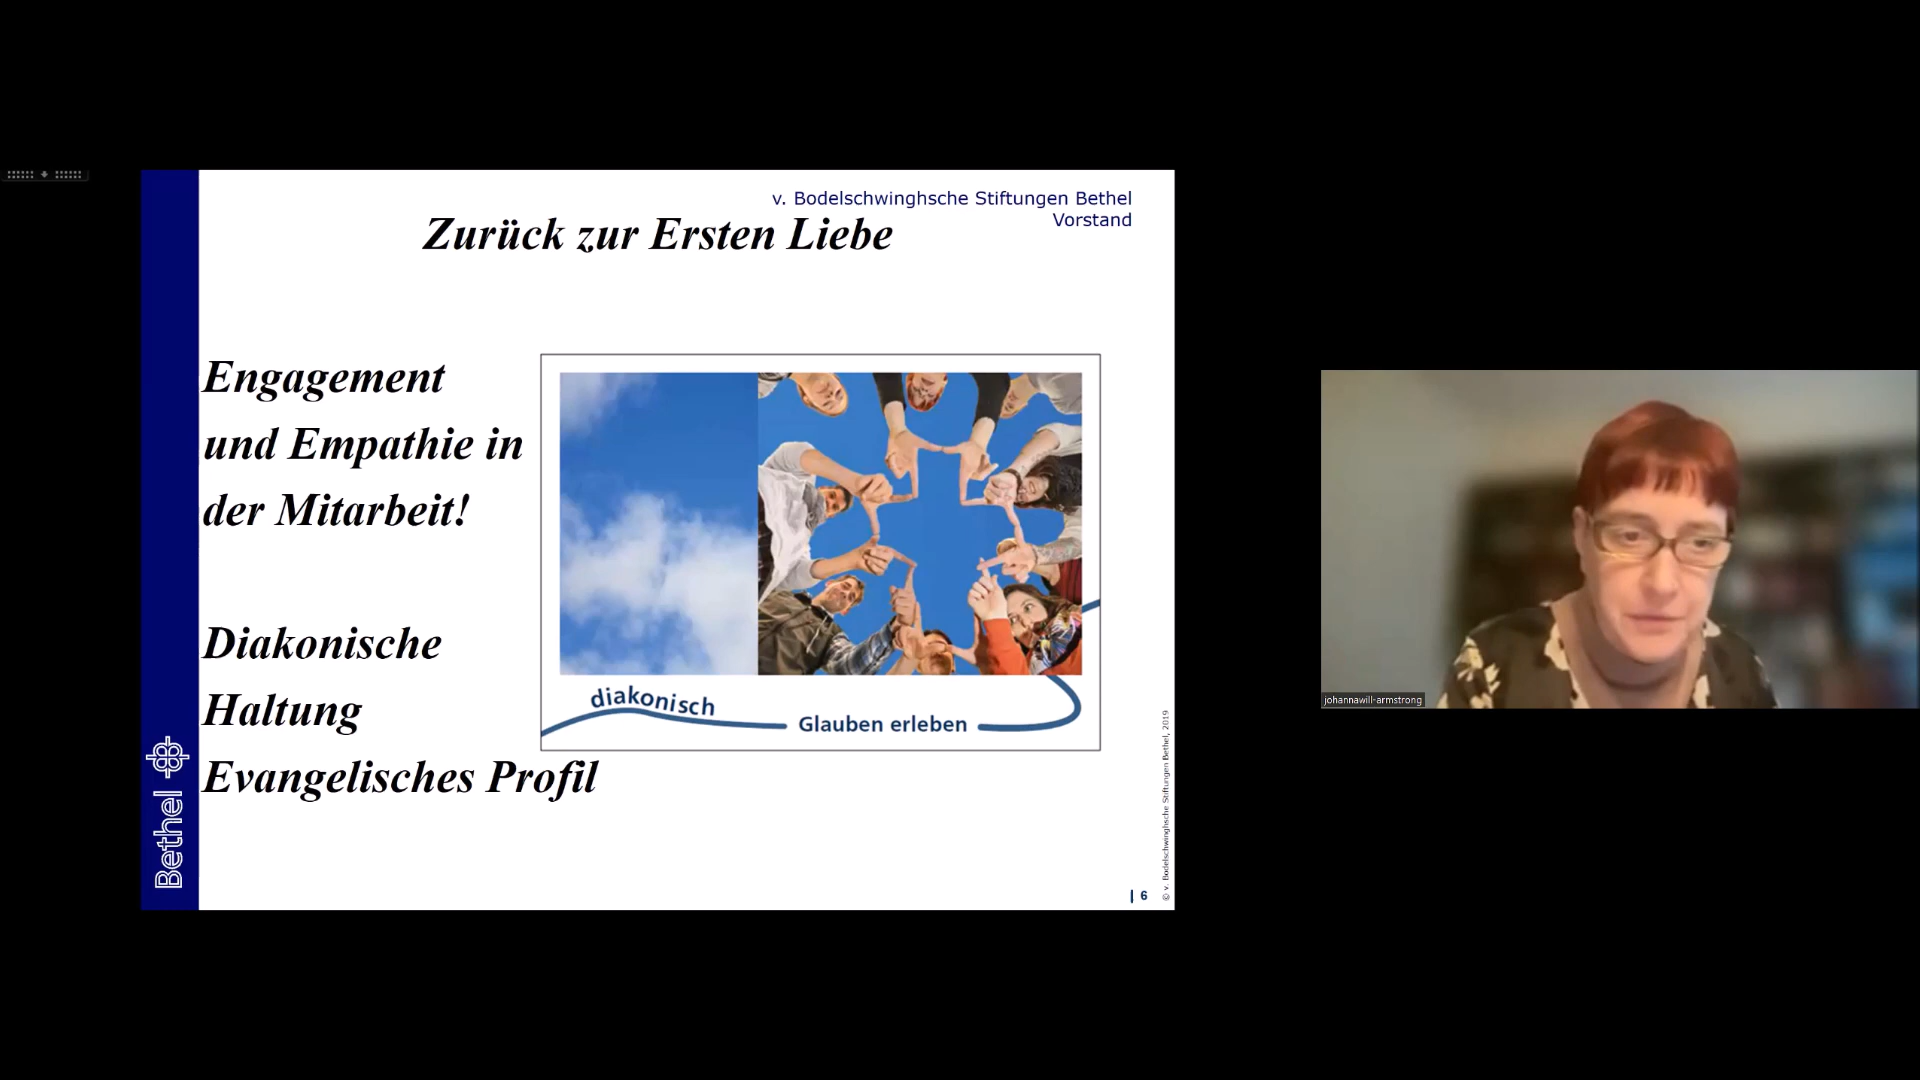 v. Bodelschwinghsche Stiftungen Bethel
Vorstand
Zurück zur Ersten Liebe
Engagement
und Empathie in
der Mitarbeit!
Diakonische
Haltung
Evangelisches Profil
diakonisch
Glauben erleben
Bethel
© v. Bodelschwinghsche Stiftungen Bethel, 2019
| 6
johannawill-armstrong